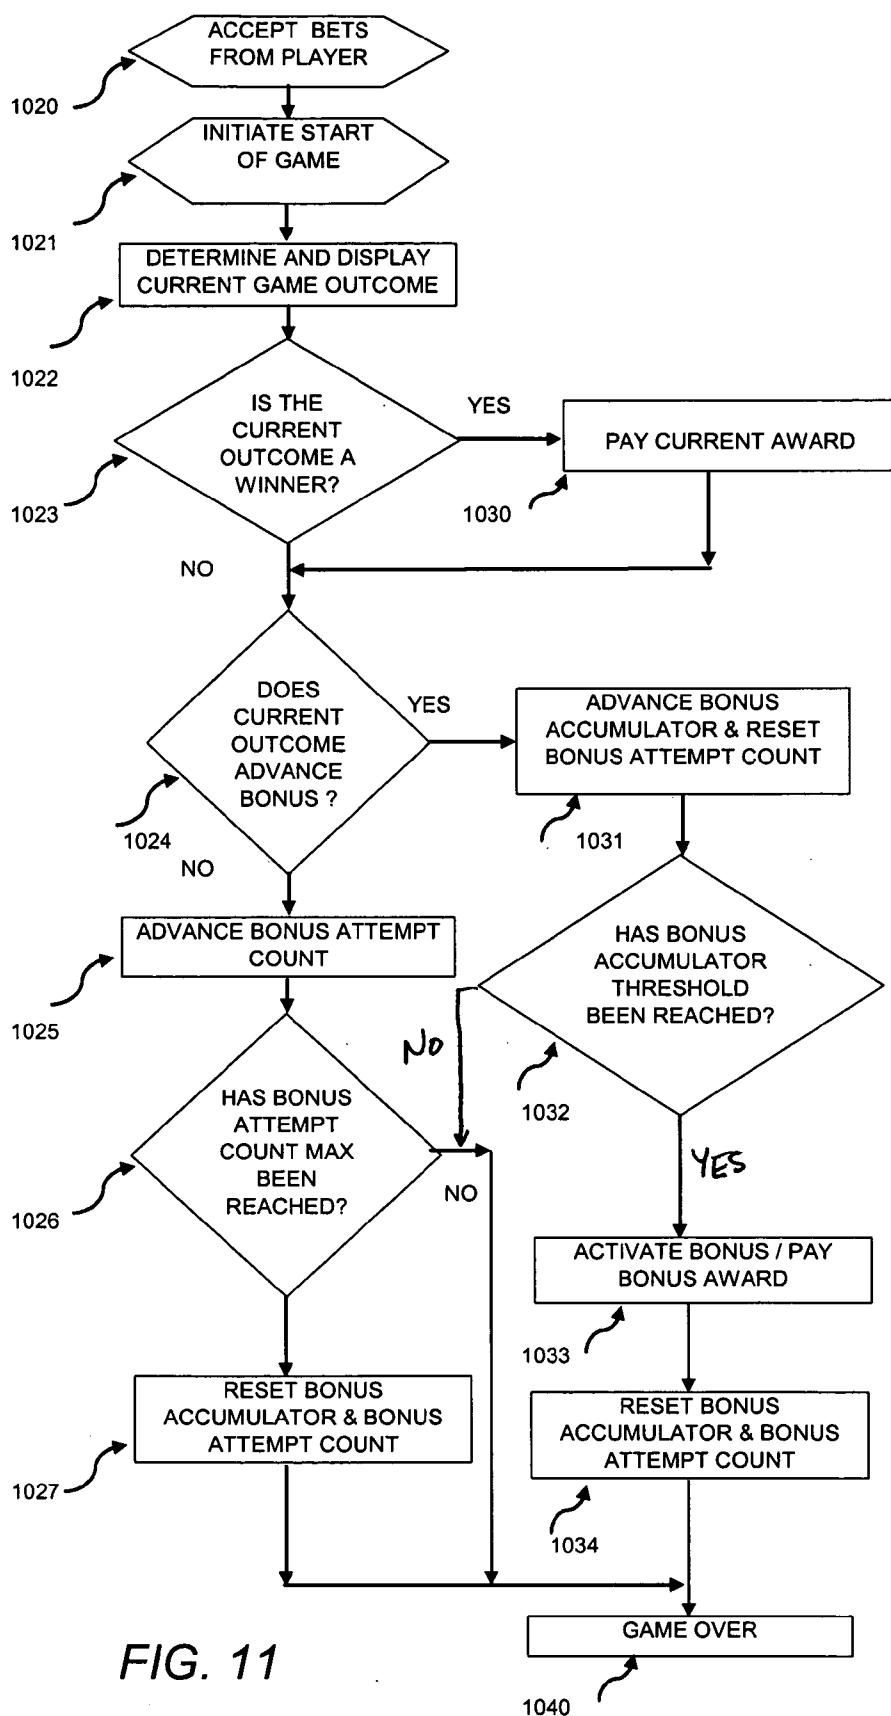 ACCEPT BETS
FROM PLAYER
1020
INITIATE START
OF GAME
1021
DETERMINE AND DISPLAY
CURRENT GAME OUTCOME
1022
IS THE
CURRENT
OUTCOME A
WINNER?
1023
YES
PAY CURRENT AWARD
1030
NO
DOES
CURRENT
OUTCOME
ADVANCE
BONUS ?
1024
YES
ADVANCE BONUS
ACCUMULATOR & RESET
BONUS ATTEMPT COUNT
1031
NO
ADVANCE BONUS ATTEMPT
COUNT
1025
HAS BONUS
ACCUMULATOR
THRESHOLD
BEEN REACHED?
1032
NO
HAS BONUS
ATTEMPT
COUNT MAX
BEEN
REACHED?
1026
NO
YES
ACTIVATE BONUS / PAY
BONUS AWARD
1033
RESET BONUS
ACCUMULATOR & BONUS
ATTEMPT COUNT
1027
RESET BONUS
ACCUMULATOR & BONUS
ATTEMPT COUNT
1034
GAME OVER
1040
FIG. 11